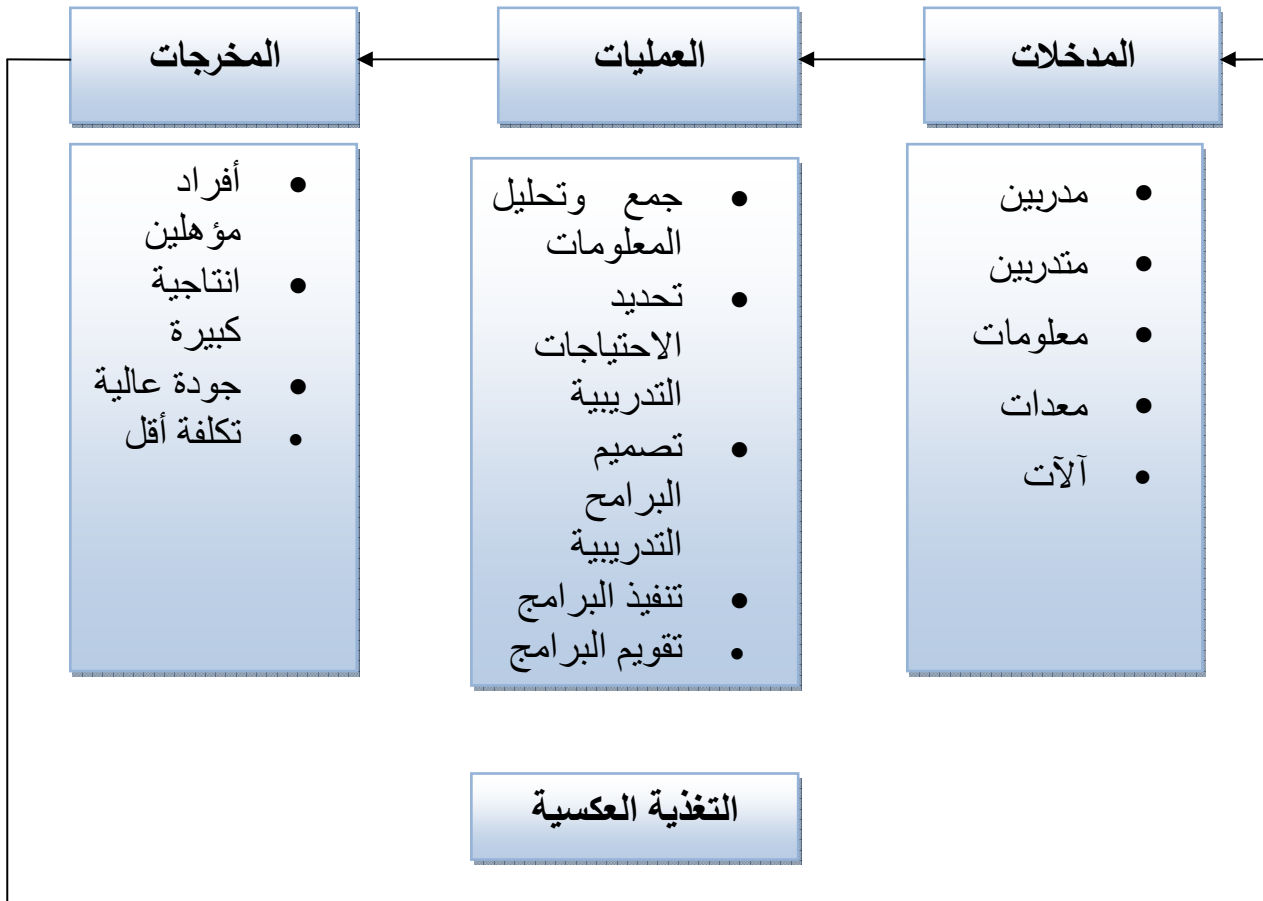 المدخلات
العمليات
المخرجات
• مدربين
• متدربين
• معلومات
• معدات
• آلآت
• جمع وتحليل
المعلومات
• تحديد
الاحتياجات
التدريبية
• تصميم
البرامح
التدريبية
• تنفيذ البرامج
• تقويم البرامج
• أفراد
مؤهلين
• انتاجية
كبيرة
• جودة عالية
• تكلفة أقل
التغذية العكسية